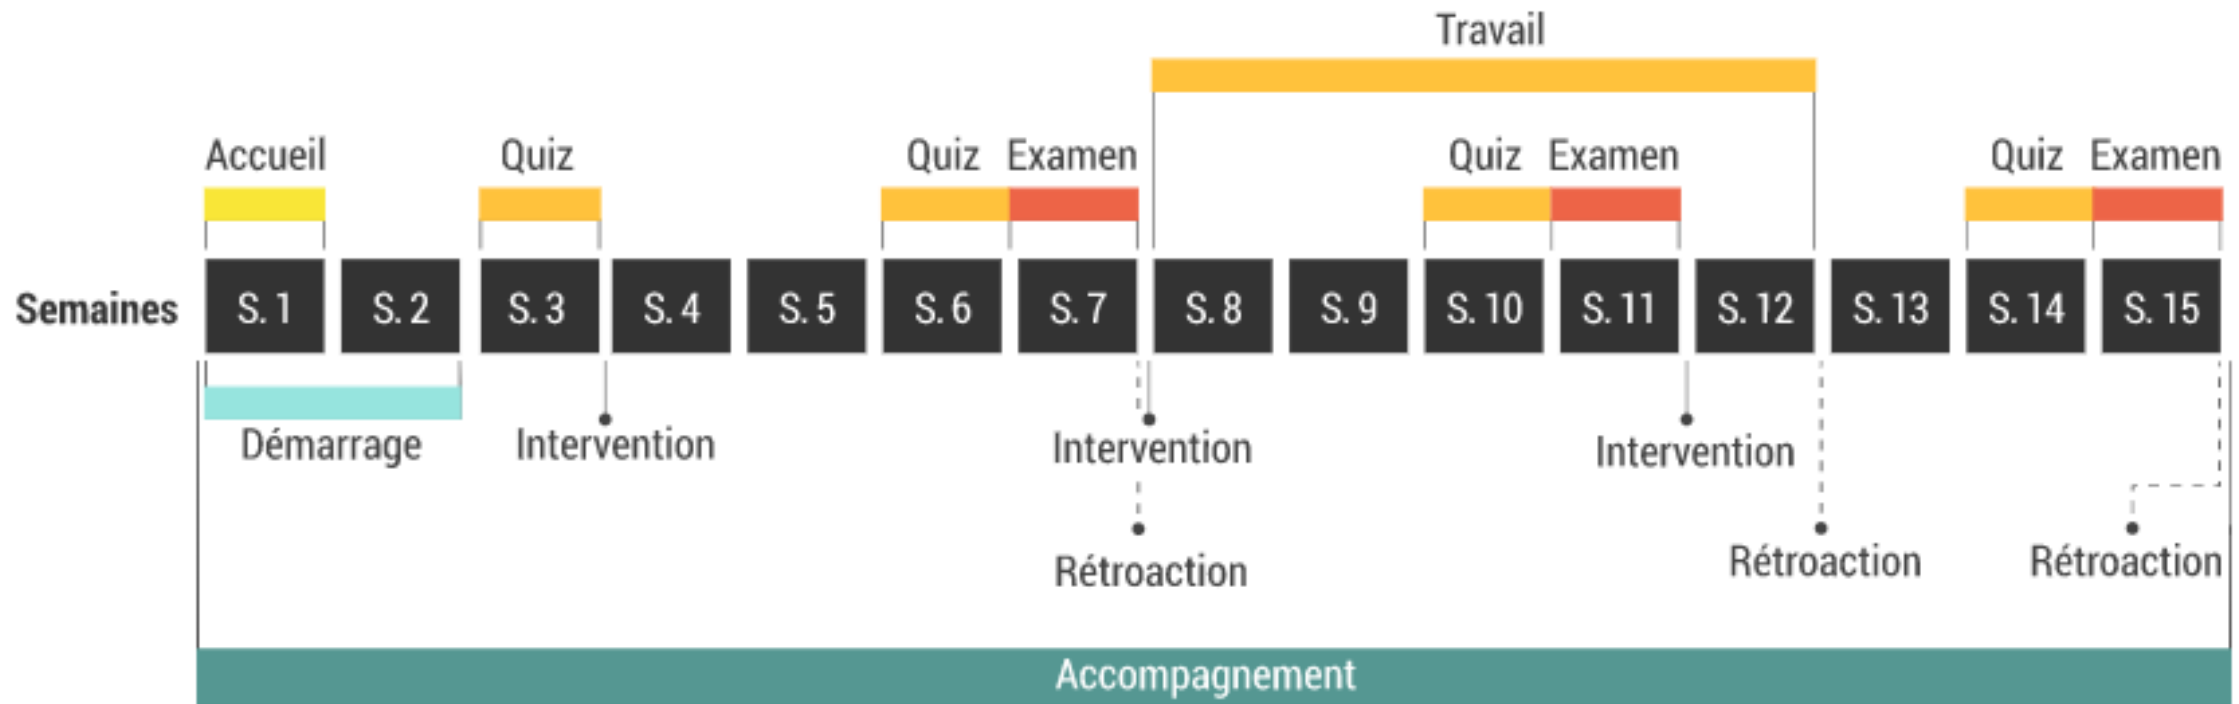 Travail
Accueil Quiz Quiz Examen Quiz Examen Quiz Examen
Semaines S. 1 S. 2 S. 3 S. 4 S. 5 S. 6 S. 7 S. 8 S. 9 S. 10 S. 11 S. 12 S. 13 S. 14 S. 15
Démarrage Intervention Intervention Intervention
Rétroaction Rétroaction Rétroaction
Accompagnement